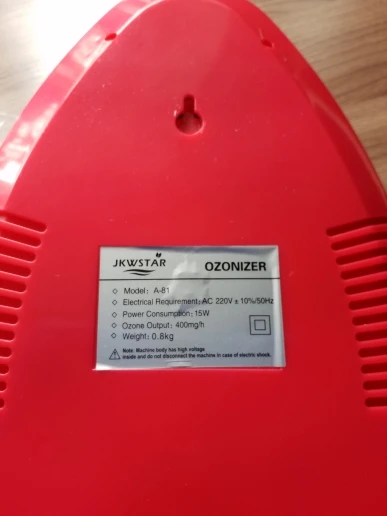 JKWSTAR OZONIZER
◇ Model: A-81
◇ Electrical Requirement: AC 220V ± 10%/50Hz
◇ Power Consumption: 15W
◇ Ozone Output: 400mg/h
◇ Weight: 0.8kg
Note: Machine body has high voltage
inside and do not disconnect the machine in case of electric shock.